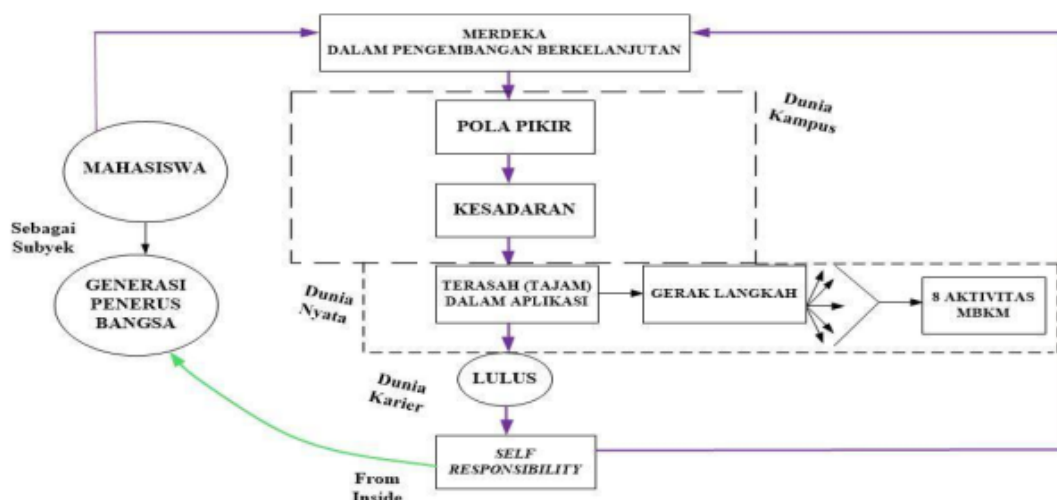 MERDEKA
DALAM PENGEMBANGAN BERKELANJUTAN
Dunia
Kampus
POLA PIKIR
MAHASISWA
KESADARAN
Sebagai
Subyek
GENERASI
PENERUS
BANGSA
Dunia
Nyata
TERASAH (TAJAM)
DALAM APLIKASI
GERAK LANGKAH
8 AKTIVITAS
MBKM
LULUS
Dunia
Karier
SELF
RESPONSIBILITY
From
Inside